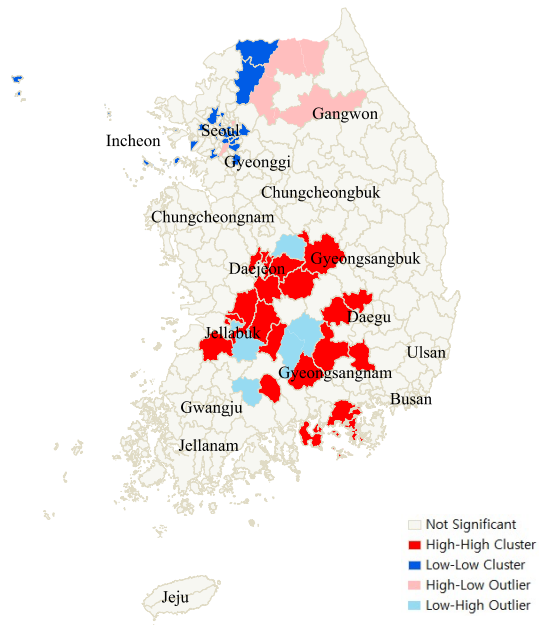 Gangwon
Seoul
Incheon
Gyeonggi
Chungcheongbuk
Chungcheongnam
Gyeongsangbuk
Daejeon
Daegu
Jellabuk
Ulsan
Gyeongsangnam
Busan
Gwangju
Jellanam
Not Significant
High-High Cluster
Low-Low Cluster
High-Low Outlier
Low-High Outlier
Jeju